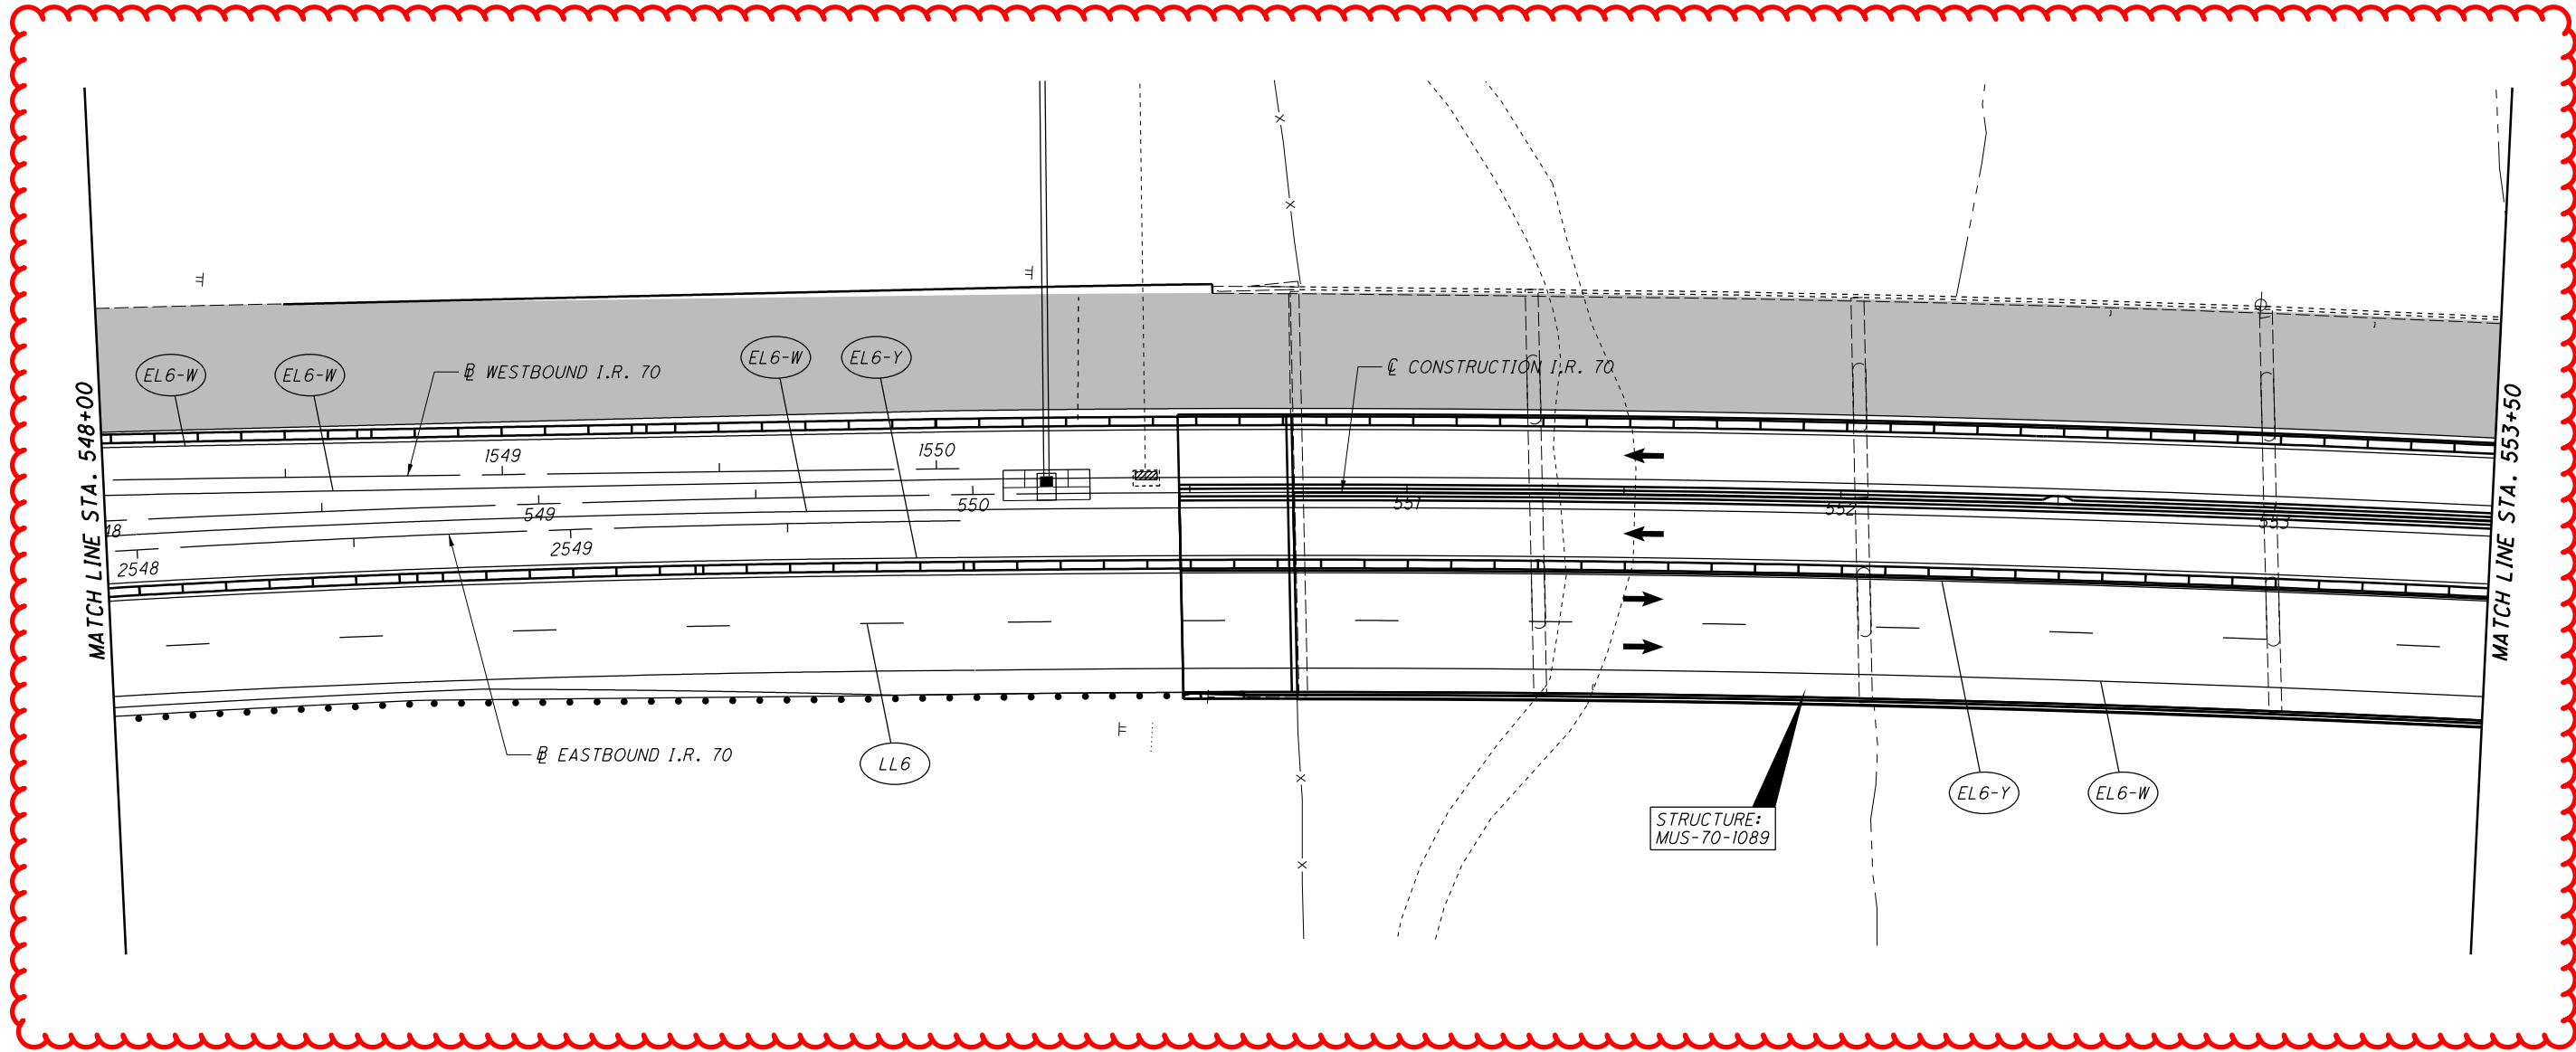 EL6-W
EL6-W
EL6-W
EL6-Y
℄ WESTBOUND I.R. 70
℄ CONSTRUCTION I.R. 70
MATCH LINE STA. 548+00
MATCH LINE STA. 553+50
1549
1550
549
550
551
552
553
48
2548
2549
℄ EASTBOUND I.R. 70
LL6
EL6-Y
EL6-W
STRUCTURE:
MUS-70-1089